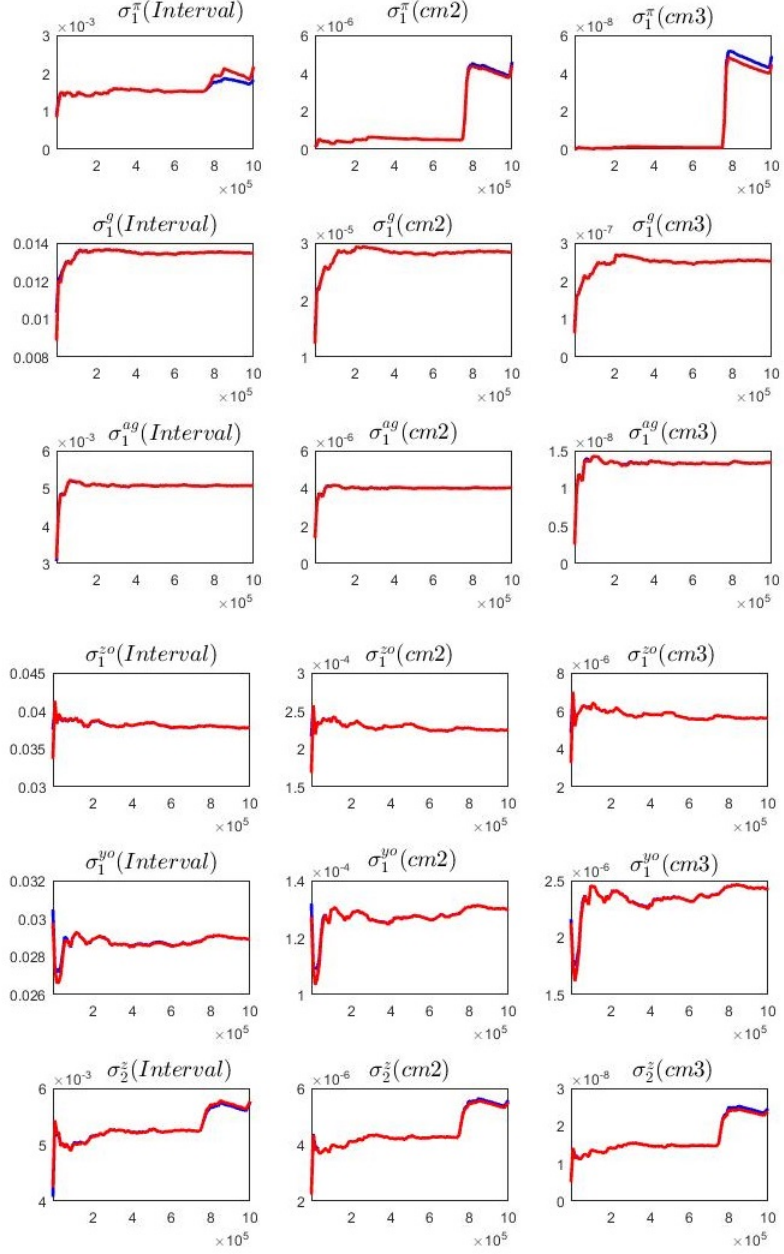 σ₁^π(Interval) σ₁^π(cm2) σ₁^π(cm3)
×10⁻³ ×10⁻⁶ ×10⁻⁸
3 6 6
2 4 4
1 2 2
0 0 0
2 4 6 8 10 2 4 6 8 10 2 4 6 8 10
×10⁵ ×10⁵ ×10⁵
σ₁^g(Interval) σ₁^g(cm2) σ₁^g(cm3)
×10⁻⁵ ×10⁻⁷
0.014 3 3
0.012 2
0.01 2 1
0.008 1 0
2 4 6 8 10 2 4 6 8 10 2 4 6 8 10
×10⁵ ×10⁵ ×10⁵
σ₁^ag(Interval) σ₁^ag(cm2) σ₁^ag(cm3)
×10⁻³ ×10⁻⁶ ×10⁻⁸
6 6 1.5
5 4 1
4 2 0.5
3 0 0
2 4 6 8 10 2 4 6 8 10 2 4 6 8 10
×10⁵ ×10⁵ ×10⁵
σ₁^zo(Interval) σ₁^zo(cm2) σ₁^zo(cm3)
×10⁻⁴ ×10⁻⁶
0.045 3 8
0.04 2.5 6
0.035 2 4
0.03 1.5 2
2 4 6 8 10 2 4 6 8 10 2 4 6 8 10
×10⁵ ×10⁵ ×10⁵
σ₁^yo(Interval) σ₁^yo(cm2) σ₁^yo(cm3)
×10⁻⁴ ×10⁻⁶
0.032 1.4 2.5
0.03 1.2 2
0.028
0.026 1 1.5
2 4 6 8 10 2 4 6 8 10 2 4 6 8 10
×10⁵ ×10⁵ ×10⁵
σ₂^z(Interval) σ₂^z(cm2) σ₂^z(cm3)
×10⁻³ ×10⁻⁶ ×10⁻⁸
6 6 3
5 4 2
1
4 2 0
2 4 6 8 10 2 4 6 8 10 2 4 6 8 10
×10⁵ ×10⁵ ×10⁵